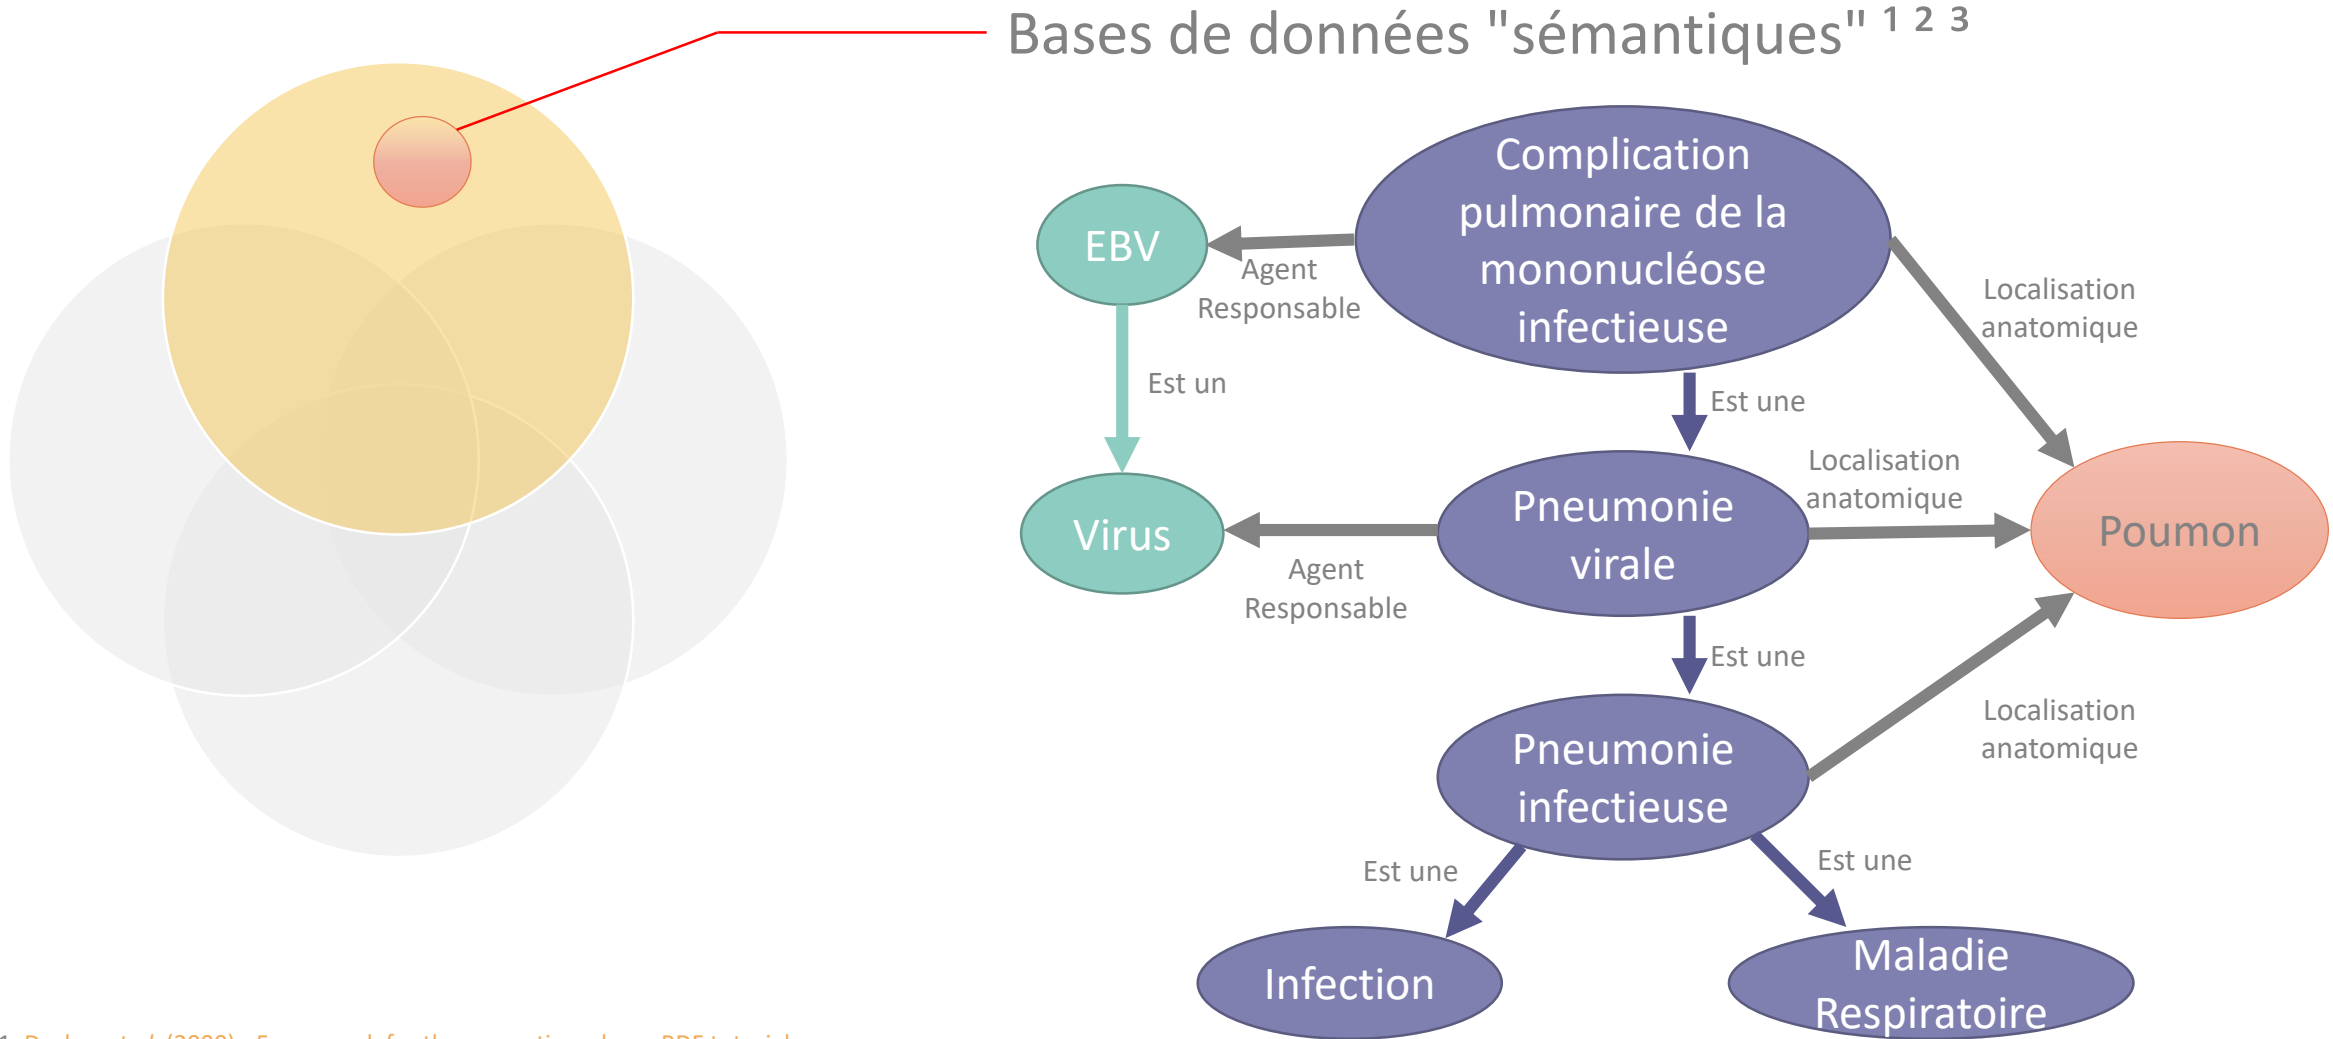 Bases de données "sémantiques" ¹ ² ³
Complication
pulmonaire de la
mononucléose
infectieuse
EBV
Agent
Responsable
Localisation
anatomique
Est un
Est une
Localisation
anatomique
Pneumonie
virale
Virus
Poumon
Agent
Responsable
Est une
Localisation
anatomique
Pneumonie
infectieuse
Est une
Est une
Infection
Maladie
Respiratoire